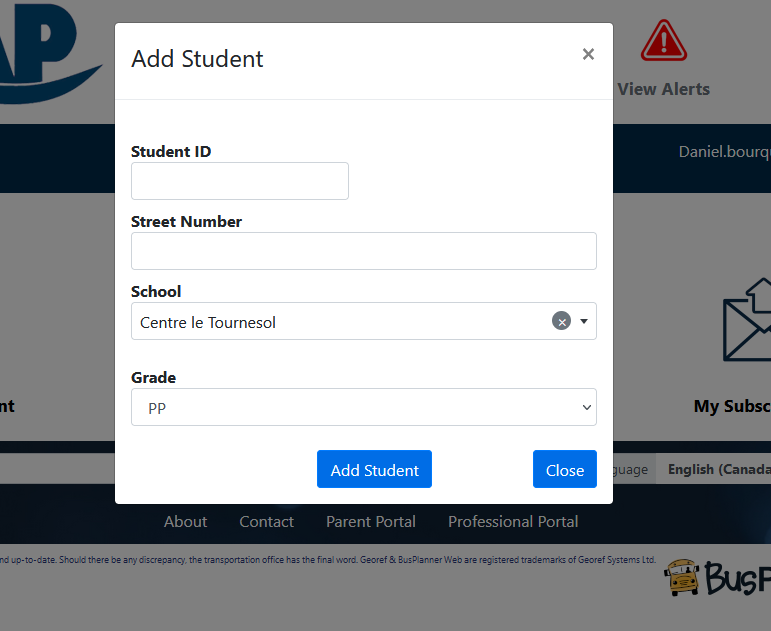 AP
Add Student
×
View Alerts
Daniel.bourq
Student ID
Street Number
School
Centre le Tournesol
Grade
PP
nt
My Subsc
Add Student
Close
guage
English (Canada
About
Contact
Parent Portal
Professional Portal
nd up-to-date. Should there be any discrepancy, the transportation office has the final word. Georef & BusPlanner Web are registered trademarks of Georef Systems Ltd.
BusP